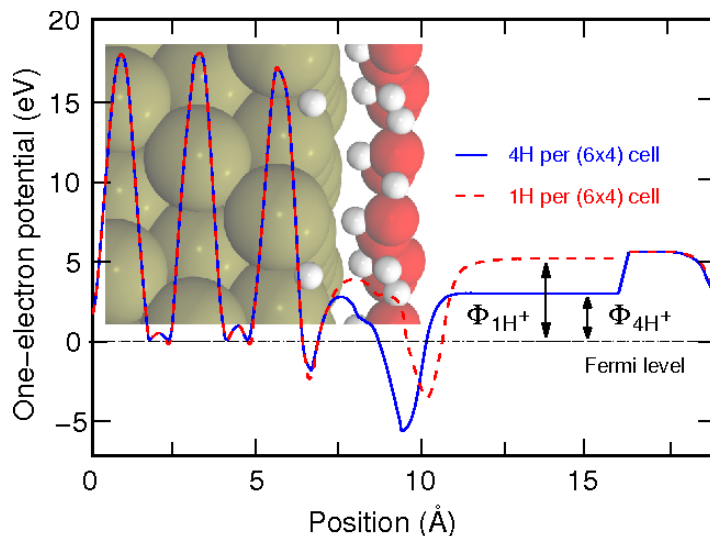 20
15
10
5
0
−5
One−electron potential (eV)
4H per (6x4) cell
1H per (6x4) cell
Φ1H+
Φ4H+
Fermi level
0
5
10
15
Position (Å)